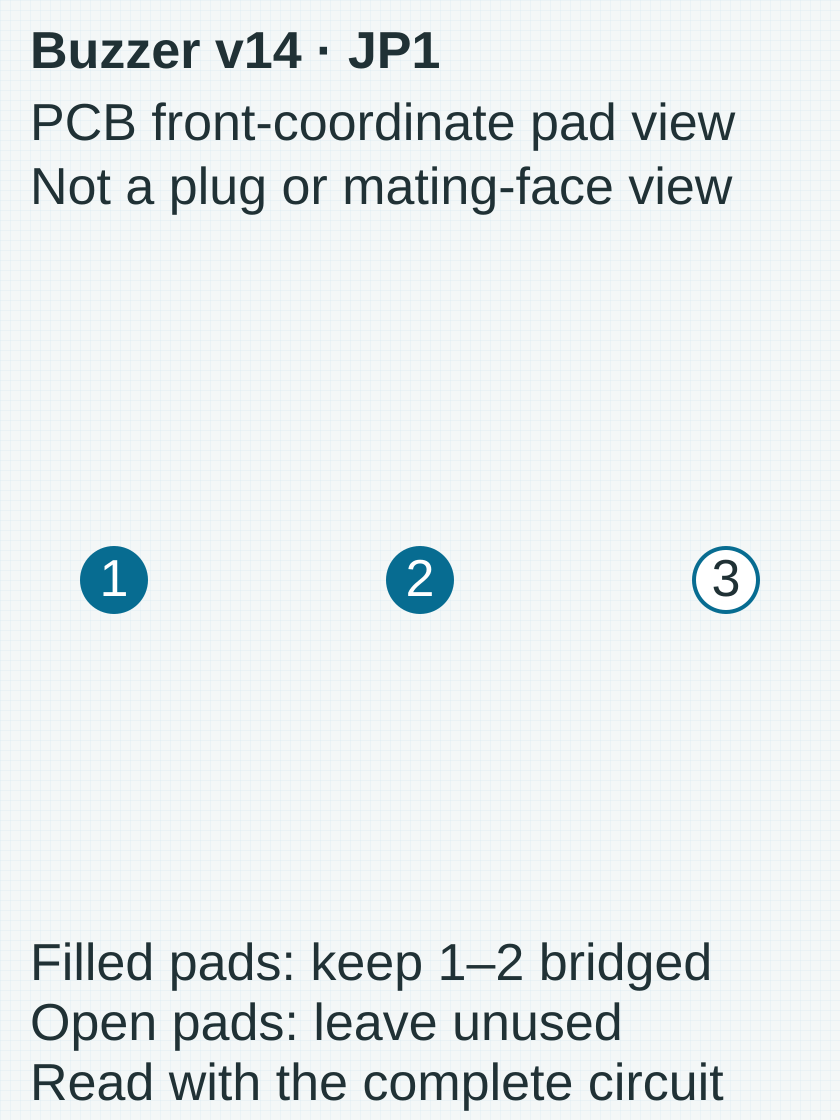 Buzzer v14 · JP1
PCB front-coordinate pad view
Not a plug or mating-face view
1 2 3
Filled pads: keep 1–2 bridged
Open pads: leave unused
Read with the complete circuit